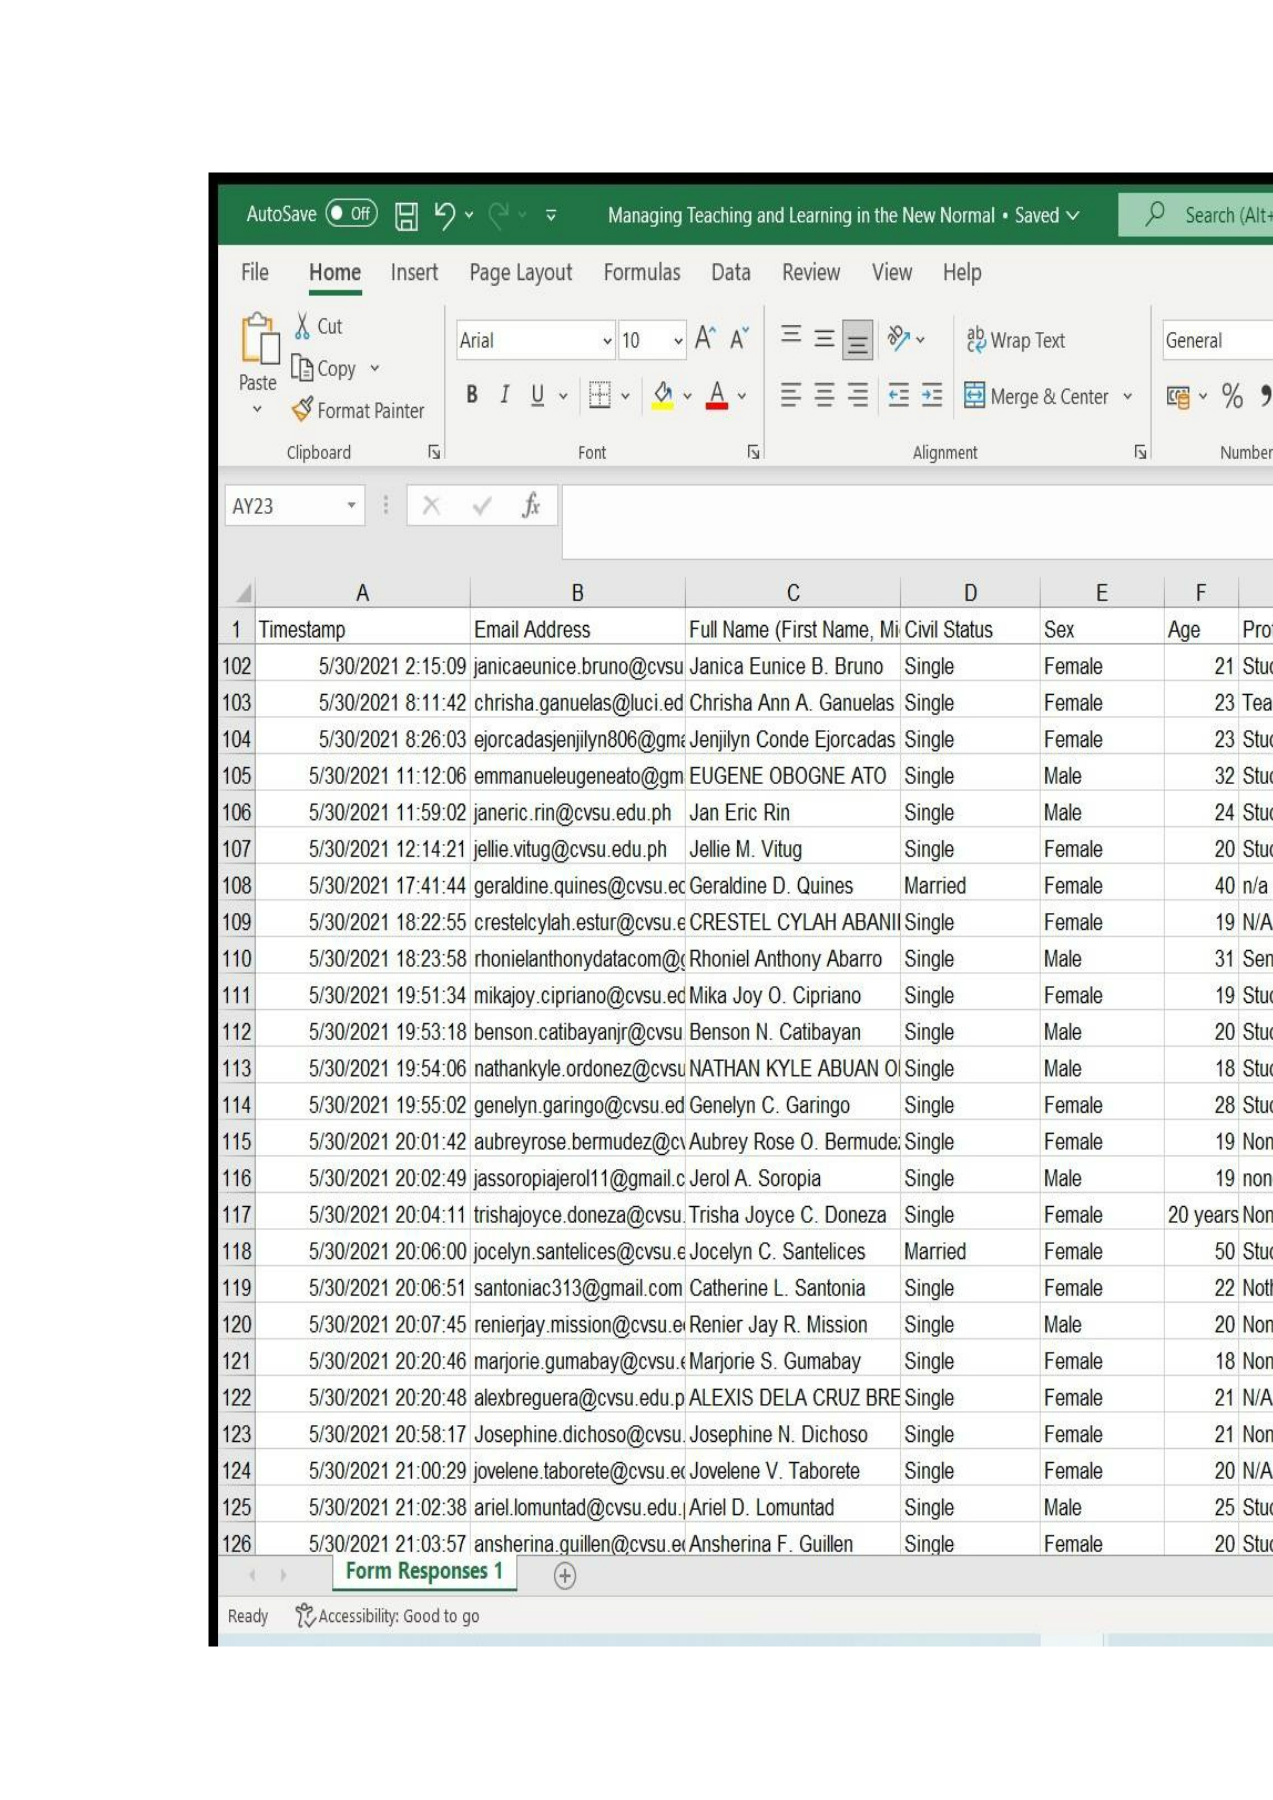 AutoSave Off Managing Teaching and Learning in the New Normal • Saved Search (Alt+
File Home Insert Page Layout Formulas Data Review View Help
Cut
Arial 10 Wrap Text General
Copy
Paste
B I U A Merge & Center %
Format Painter
Clipboard Font Alignment Number
AY23 fx
A B C D E F
1 Timestamp Email Address Full Name (First Name, Mi Civil Status Sex Age Pro
102 5/30/2021 2:15:09 janicaeunice.bruno@cvsu Janica Eunice B. Bruno Single Female 21 Stud
103 5/30/2021 8:11:42 chrisha.ganuelas@luci.ed Chrisha Ann A. Ganuelas Single Female 23 Tea
104 5/30/2021 8:26:03 ejorcadasjenjilyn806@gma Jenjilyn Conde Ejorcadas Single Female 23 Stud
105 5/30/2021 11:12:06 emmanueleugeneato@gm EUGENE OBOGNE ATO Single Male 32 Stud
106 5/30/2021 11:59:02 janeric.rin@cvsu.edu.ph Jan Eric Rin Single Male 24 Stud
107 5/30/2021 12:14:21 jellie.vitug@cvsu.edu.ph Jellie M. Vitug Single Female 20 Stud
108 5/30/2021 17:41:44 geraldine.quines@cvsu.ed Geraldine D. Quines Married Female 40 n/a
109 5/30/2021 18:22:55 crestelcylah.estur@cvsu.e CRESTEL CYLAH ABANI Single Female 19 N/A
110 5/30/2021 18:23:58 rhonielanthonydatacom@g Rhoniel Anthony Abarro Single Male 31 Sen
111 5/30/2021 19:51:34 mikajoy.cipriano@cvsu.ed Mika Joy O. Cipriano Single Female 19 Stud
112 5/30/2021 19:53:18 benson.catibayanjr@cvsu Benson N. Catibayan Single Male 20 Stud
113 5/30/2021 19:54:06 nathankyle.ordonez@cvsu NATHAN KYLE ABUAN O Single Male 18 Stud
114 5/30/2021 19:55:02 genelyn.garingo@cvsu.ed Genelyn C. Garingo Single Female 28 Stud
115 5/30/2021 20:01:42 aubreyrose.bermudez@cv Aubrey Rose O. Bermudez Single Female 19 Non
116 5/30/2021 20:02:49 jassoropiajerol11@gmail.c Jerol A. Soropia Single Male 19 non
117 5/30/2021 20:04:11 trishajoyce.doneza@cvsu. Trisha Joyce C. Doneza Single Female 20 years Non
118 5/30/2021 20:06:00 jocelyn.santelices@cvsu.e Jocelyn C. Santelices Married Female 50 Stud
119 5/30/2021 20:06:51 santoniac313@gmail.com Catherine L. Santonia Single Female 22 Noth
120 5/30/2021 20:07:45 renierjay.mission@cvsu.e Renier Jay R. Mission Single Male 20 Non
121 5/30/2021 20:20:46 marjorie.gumabay@cvsu.e Marjorie S. Gumabay Single Female 18 Non
122 5/30/2021 20:20:48 alexbreguera@cvsu.edu.p ALEXIS DELA CRUZ BRE Single Female 21 N/A
123 5/30/2021 20:58:17 Josephine.dichoso@cvsu. Josephine N. Dichoso Single Female 21 Non
124 5/30/2021 21:00:29 jovelene.taborete@cvsu.ed Jovelene V. Taborete Single Female 20 N/A
125 5/30/2021 21:02:38 ariel.lomuntad@cvsu.edu. Ariel D. Lomuntad Single Male 25 Stud
126 5/30/2021 21:03:57 ansherina.guillen@cvsu.ed Ansherina F. Guillen Single Female 20 Stud
Form Responses 1
Ready Accessibility: Good to go